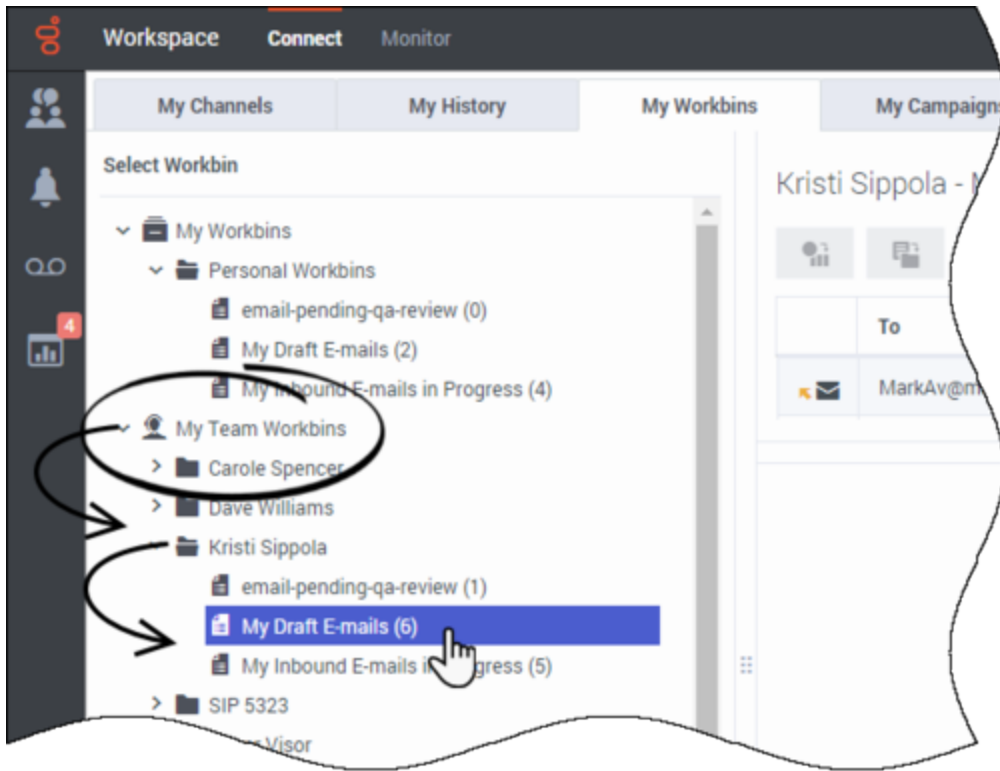 Workspace Connect Monitor
My Channels My History My Workbins My Campaigns
Select Workbin
Kristi Sippola -
My Workbins
Personal Workbins
email-pending-qa-review (0)
To
4
My Draft E-mails (2)
My Inbound E-mails in Progress (4)
MarkAv@m
My Team Workbins
Carole Spencer
Dave Williams
Kristi Sippola
email-pending-qa-review (1)
My Draft E-mails (6)
My Inbound E-mails in Progress (5)
SIP 5323
Visor